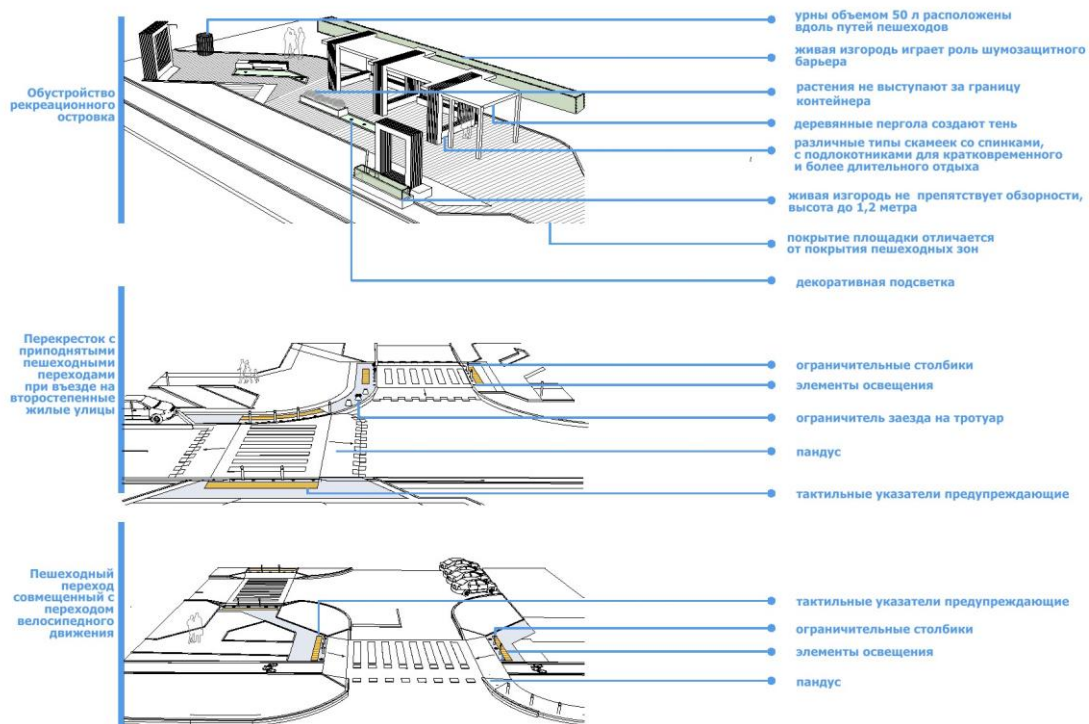 Обустройство
рекреационного
островка
урны объемом 50 л расположены
вдоль путей пешеходов
живая изгородь играет роль шумозащитного
барьера
растения не выступают за границу
контейнера
деревянные пергола создают тень
различные типы скамеек со спинками,
с подлокотниками для кратковременного
и более длительного отдыха
живая изгородь не препятствует обзорности,
высота до 1,2 метра
покрытие площадки отличается
от покрытия пешеходных зон
декоративная подсветка
Перекресток с
приподнятыми
пешеходными
переходами
при въезде на
второстепенные
жилые улицы
ограничительные столбики
элементы освещения
ограничитель заезда на тротуар
пандус
тактильные указатели предупреждающие
Пешеходный
переход
совмещенный с
переходом
велосипедного
движения
тактильные указатели предупреждающие
ограничительные столбики
элементы освещения
пандус